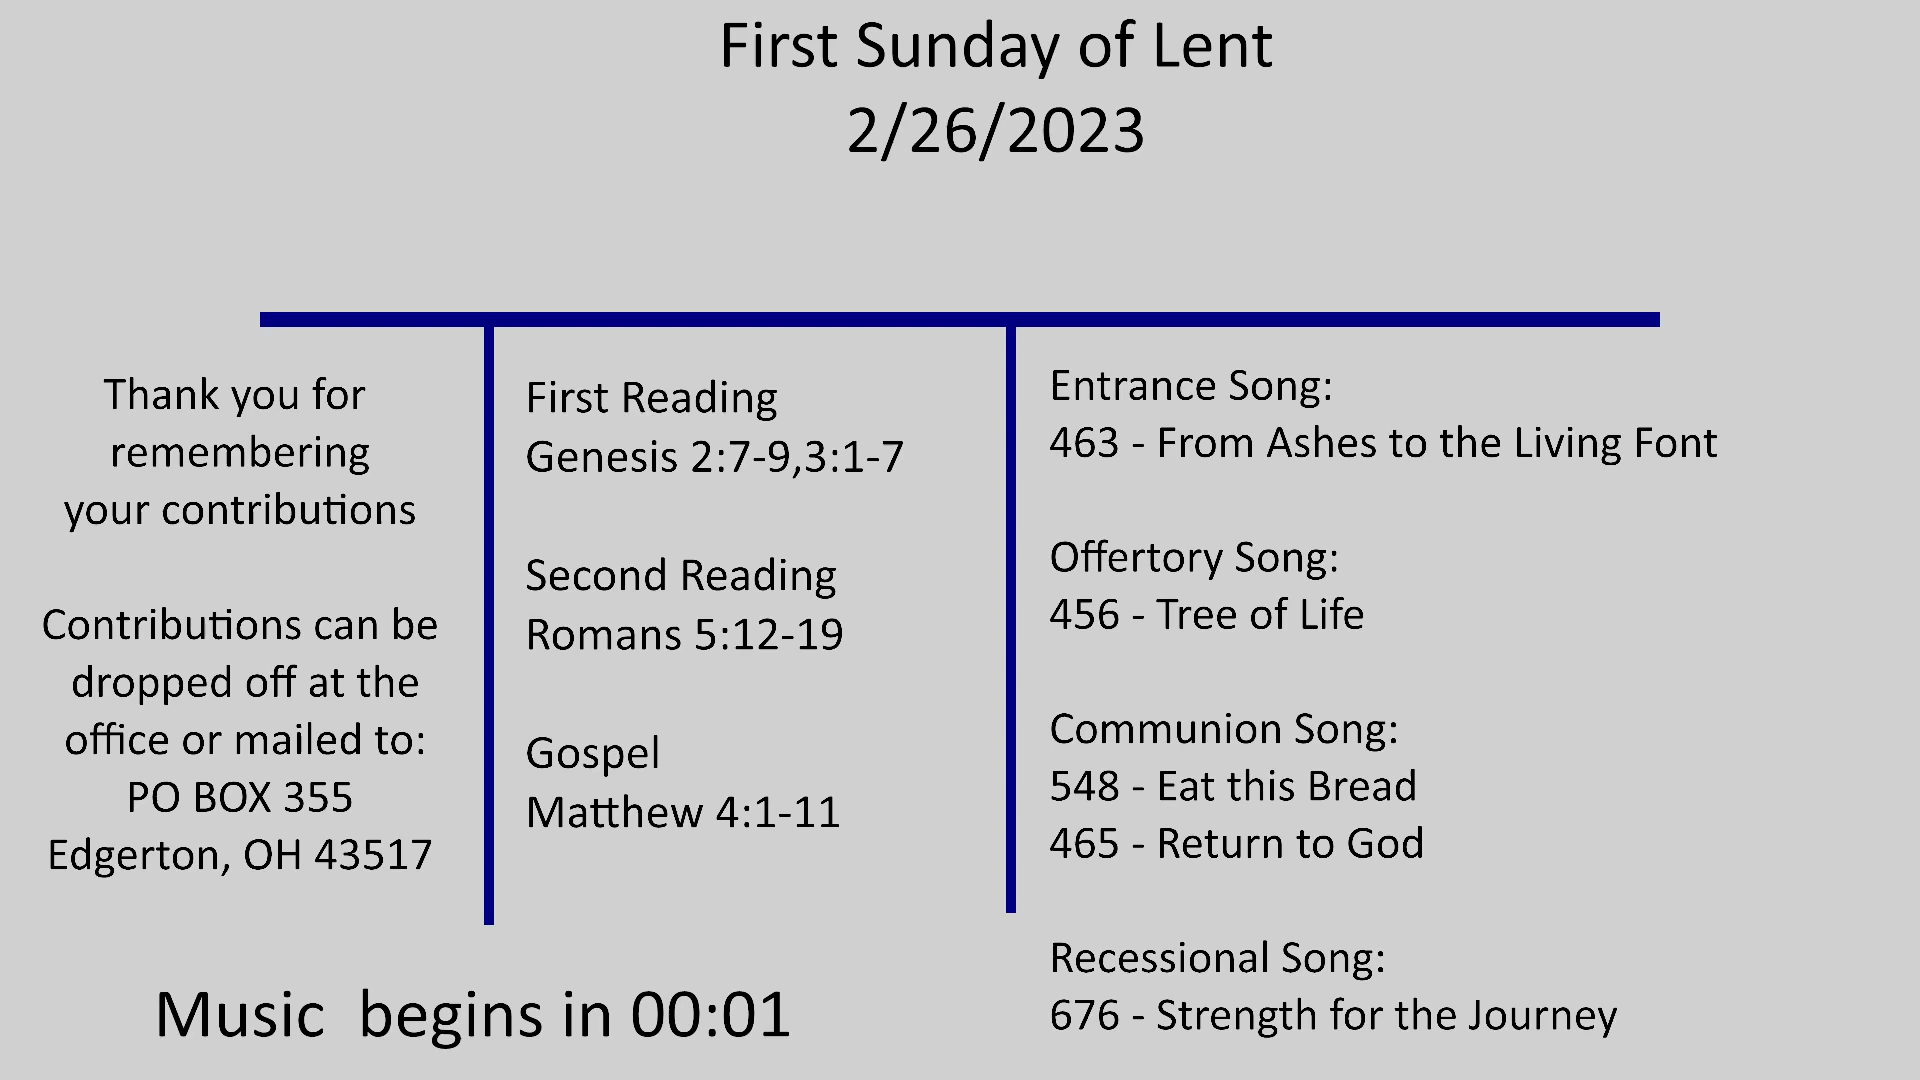 First Sunday of Lent
2/26/2023
Thank you for
remembering
your contributions
Contributions can be
dropped off at the
office or mailed to:
PO BOX 355
Edgerton, OH 43517
First Reading
Genesis 2:7-9,3:1-7
Second Reading
Romans 5:12-19
Gospel
Matthew 4:1-11
Entrance Song:
463 - From Ashes to the Living Font
Offertory Song:
456 - Tree of Life
Communion Song:
548 - Eat this Bread
465 - Return to God
Recessional Song:
676 - Strength for the Journey
Music  begins in 00:01